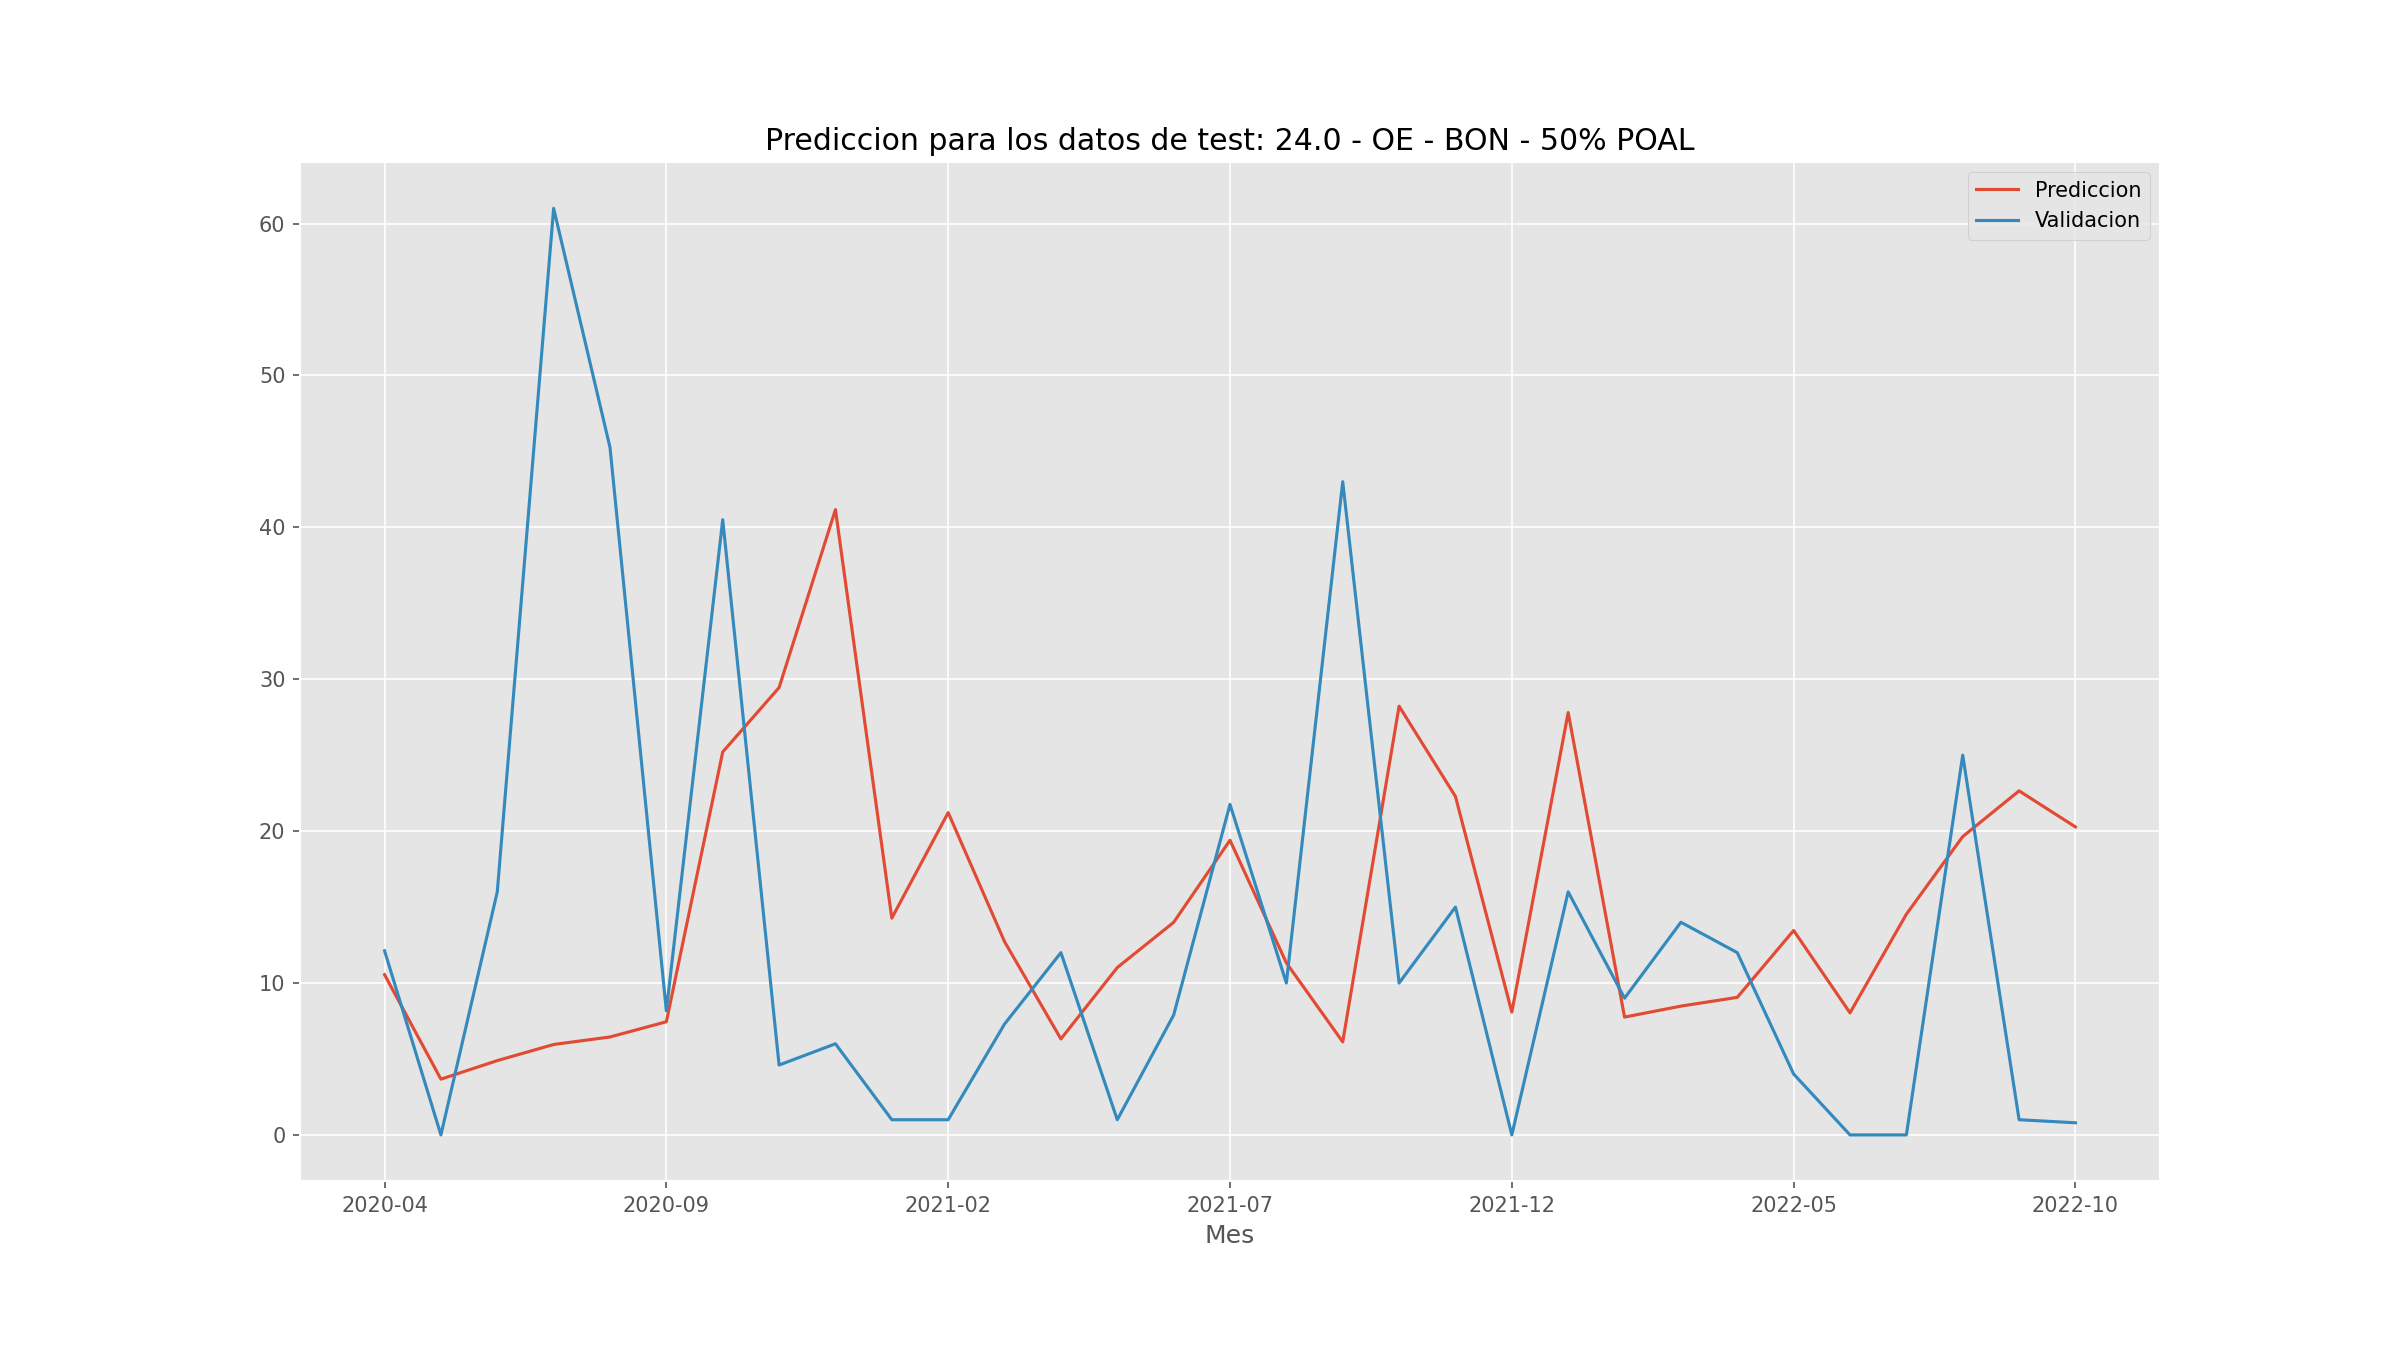 Prediccion para los datos de test: 24.0 - OE - BON - 50% POAL
Prediccion
Validacion
60
50
40
30
20
10
0
2020-04 2020-09 2021-02 2021-07 2021-12 2022-05 2022-10
Mes